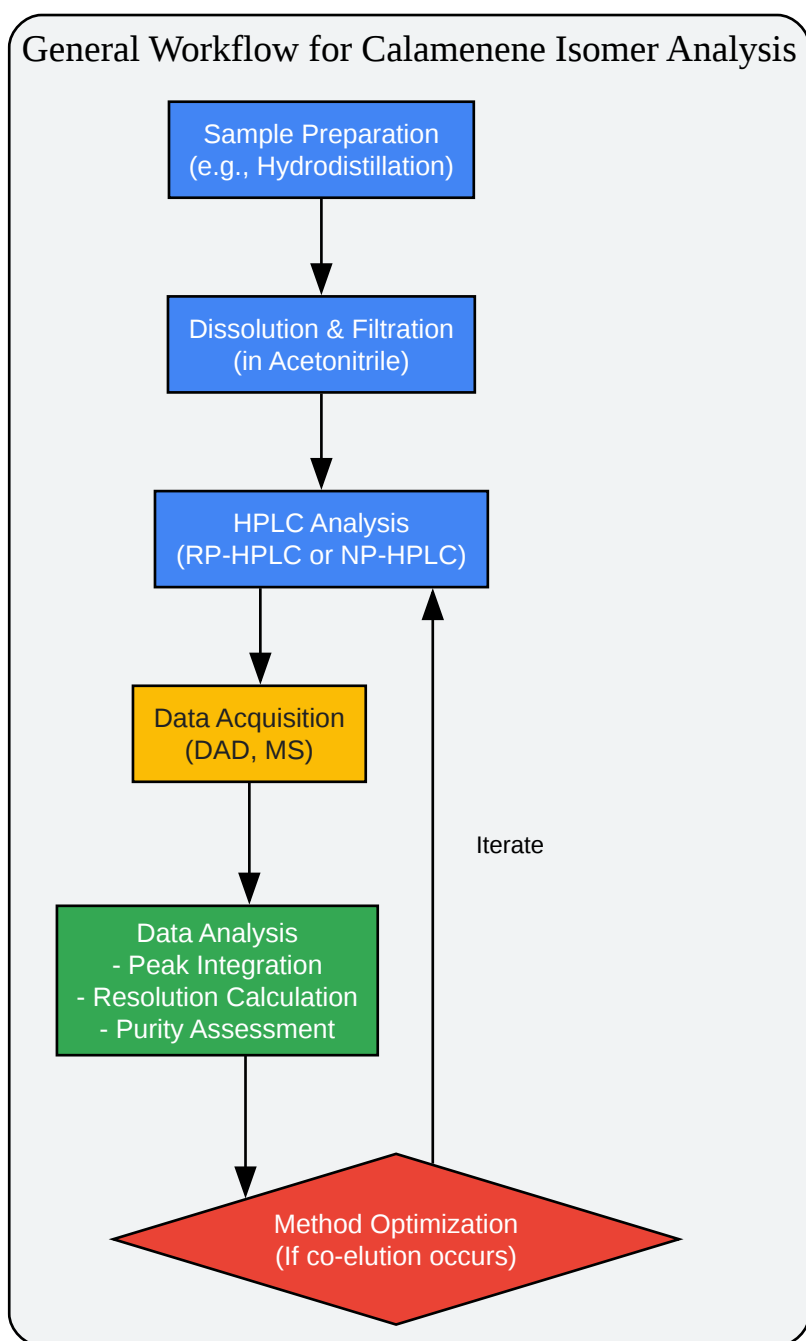 General Workflow for Calamenene Isomer Analysis
Sample Preparation
(e.g., Hydrodistillation)
Dissolution & Filtration
(in Acetonitrile)
HPLC Analysis
(RP-HPLC or NP-HPLC)
Data Acquisition
(DAD, MS)
Iterate
Data Analysis
- Peak Integration
- Resolution Calculation
- Purity Assessment
Method Optimization
(If co-elution occurs)